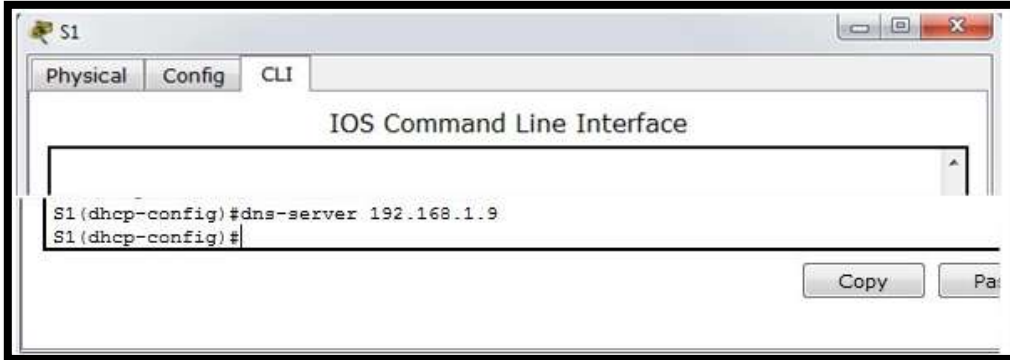 S1
Physical Config CLI
IOS Command Line Interface
S1(dhcp-config)#dns-server 192.168.1.9
S1(dhcp-config)#
Copy